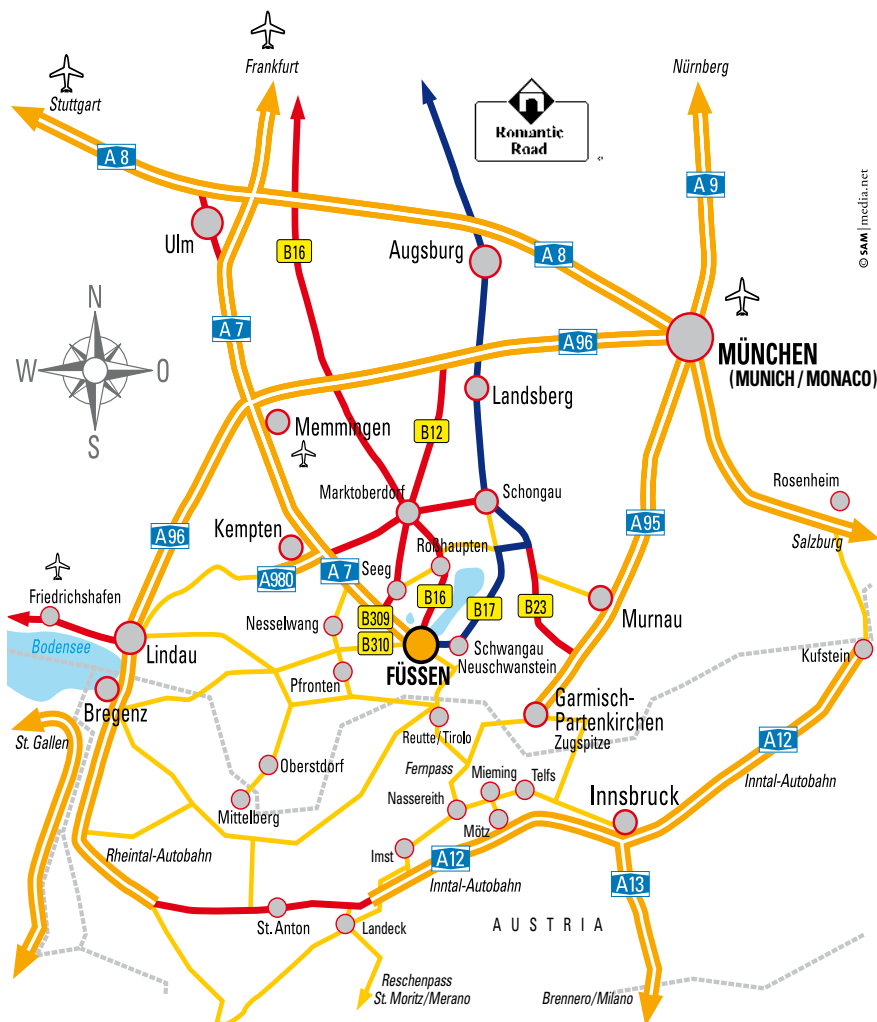 Frankfurt
Nürnberg
Stuttgart
Romantic
Road
A 8
A 9
© SAM | media.net
Ulm
B16
Augsburg
A 8
N
W
O
S
A 7
A 96
MÜNCHEN
(MUNICH / MONACO)
Landsberg
Memmingen
B12
Rosenheim
Marktoberdorf
Schongau
Kempten
A 96
A 95
Salzburg
Roßhaupten
A980
A 7
Seeg
Friedrichshafen
B16
B17
B23
Murnau
Nesselwang
B309
B310
Bodensee
Lindau
Schwangau
Neuschwanstein
Kufstein
FÜSSEN
Pfronten
Bregenz
Garmisch-
Partenkirchen
Zugspitze
St. Gallen
Reutte/Tirolo
A12
Oberstdorf
Fernpass
Mieming
Telfs
Inntal-Autobahn
Mittelberg
Nassereith
Innsbruck
Mötz
Rheintal-Autobahn
Imst
A12
Inntal-Autobahn
A13
St. Anton
Landeck
AUSTRIA
Reschenpass
St. Moritz/Merano
Brennero/Milano